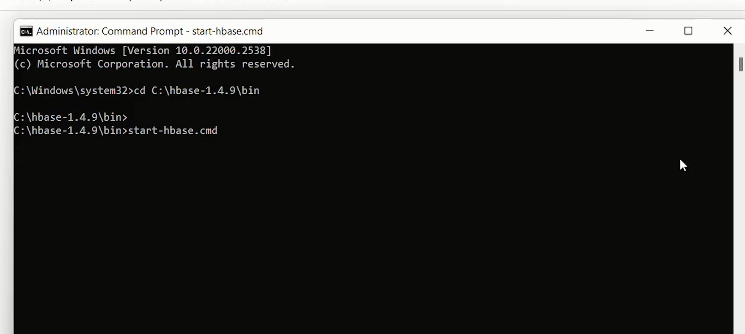 Administrator: Command Prompt - start-hbase.cmd
Microsoft Windows [Version 10.0.22000.2538]
(c) Microsoft Corporation. All rights reserved.
C:\Windows\system32>cd C:\hbase-1.4.9\bin
C:\hbase-1.4.9\bin>
C:\hbase-1.4.9\bin>start-hbase.cmd